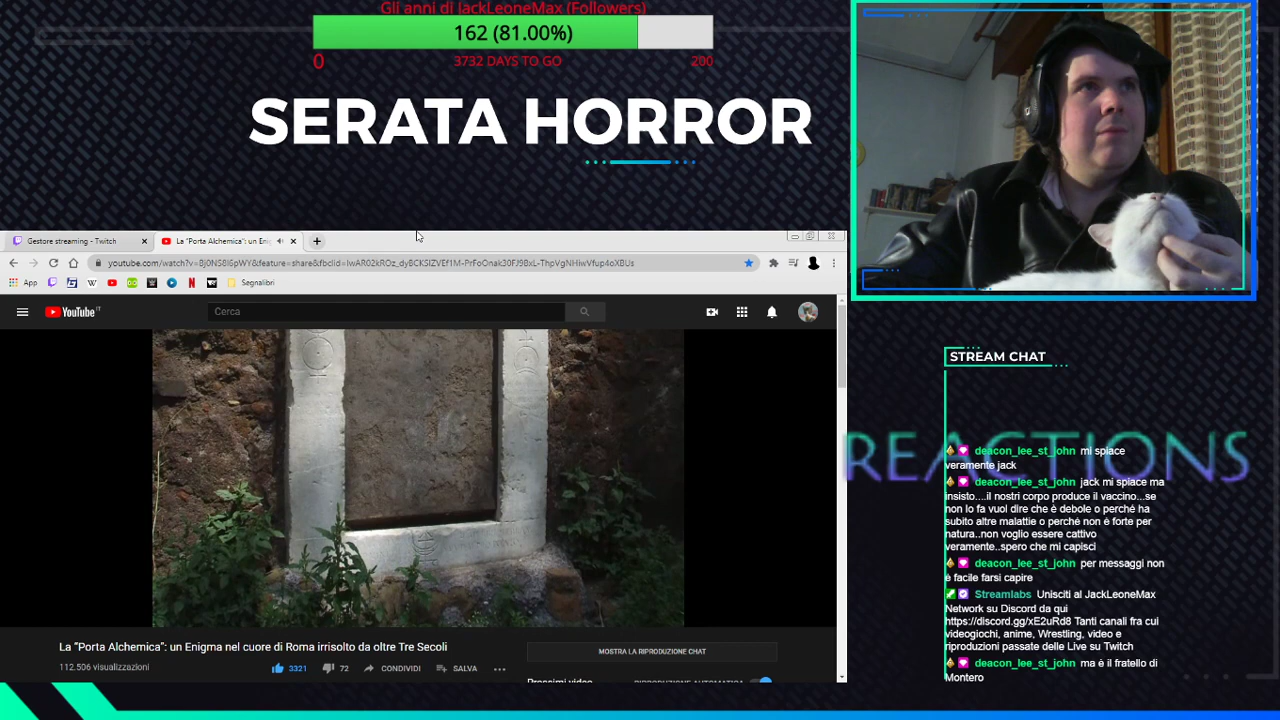 Gli anni di JackLeoneMax (Followers)
162 (81.00%)
0
3732 DAYS TO GO
200
SERATA HORROR
Gestore streaming - Twitch
La "Porta Alchemica": un Eni
App
Segnalibri
YouTube IT
Cerca
La "Porta Alchemica": un Enigma nel cuore di Roma irrisolto da oltre Tre Secoli
112.506 visualizzazioni
3321
72
CONDIVIDI
SALVA
MOSTRA LA RIPRODUZIONE CHAT
Prossimi video
RIPRODUZIONE AUTOMATICA
STREAM CHAT
REACTIONS
deacon_lee_st_john mi spiace
veramente jack
deacon_lee_st_john jack mi spiace ma
insisto....il nostri corpo produce il vaccino...se
non lo fa vuol dire che è debole o perché ha
subito altre malattie o perché non é forte per
natura..non voglio essere cattivo
veramente..spero che mi capisci
deacon_lee_st_john per messaggi non
è facile farsi capire
Streamlabs Unisciti al JackLeoneMax
Network su Discord da qui
https://discord.gg/xE2uRd8 Tanti canali fra cui
videogiochi, anime, Wrestling, video e
riproduzioni passate delle Live su Twitch
deacon_lee_st_john ma è il fratello di
Montero